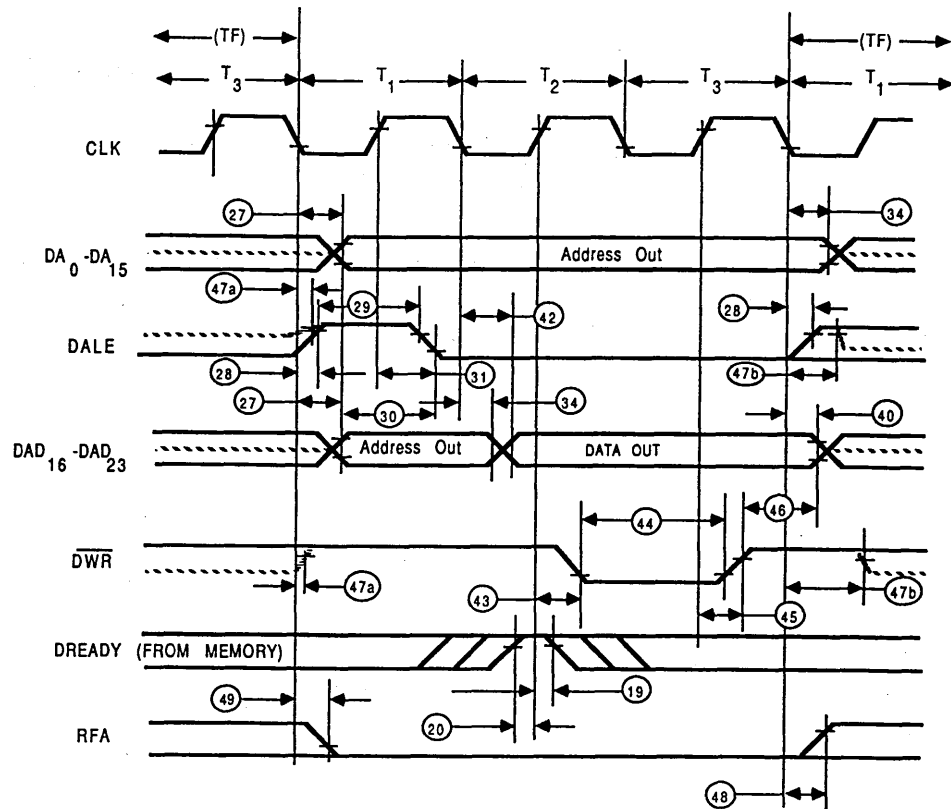 (TF) (TF)
T3 T1 T2 T3 T1
CLK
27 34
DA0 -DA15 Address Out
47a 29 42 28
DALE
28 31 47b
27 30 34 40
DAD16 -DAD23 Address Out DATA OUT
44 46
DWR
47a 43 45 47b
DREADY (FROM MEMORY)
49 19
20
RFA
48